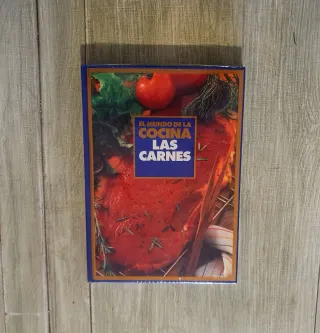 EL MUNDO DE LA
COCINA
LAS
CARNES